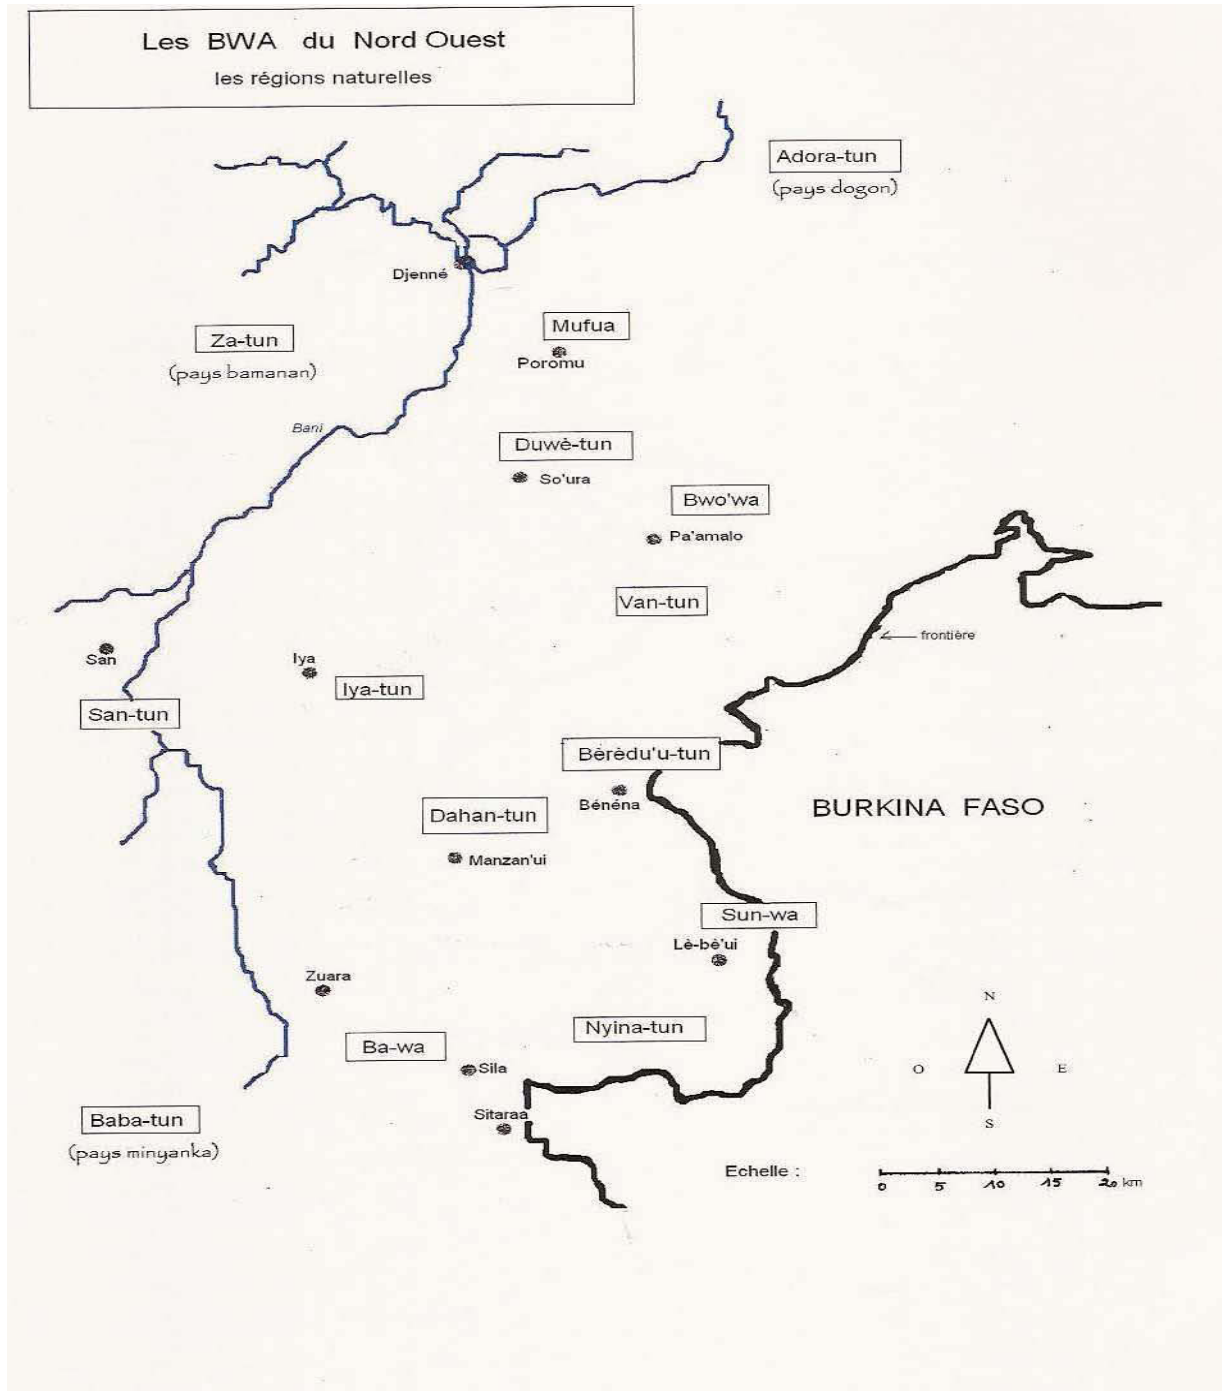 Les BWA du Nord Ouest
les régions naturelles
Adora-tun
(pays dogon)
Djenné
Mufua
Za-tun
Poromu
(pays bamanan)
Bani
Duwè-tun
So'ura
Bwo'wa
Pa'amalo
Van-tun
frontière
San
Iya
Iya-tun
San-tun
Bèrèdu'u-tun
Bénéna
BURKINA FASO
Dahan-tun
Manzan'ui
Sun-wa
Lè-bè'ui
Zuara
N
Nyina-tun
Ba-wa
Sila
O E
Sitaraa
Baba-tun
S
(pays minyanka)
Echelle :
0 5 10 15 20 km